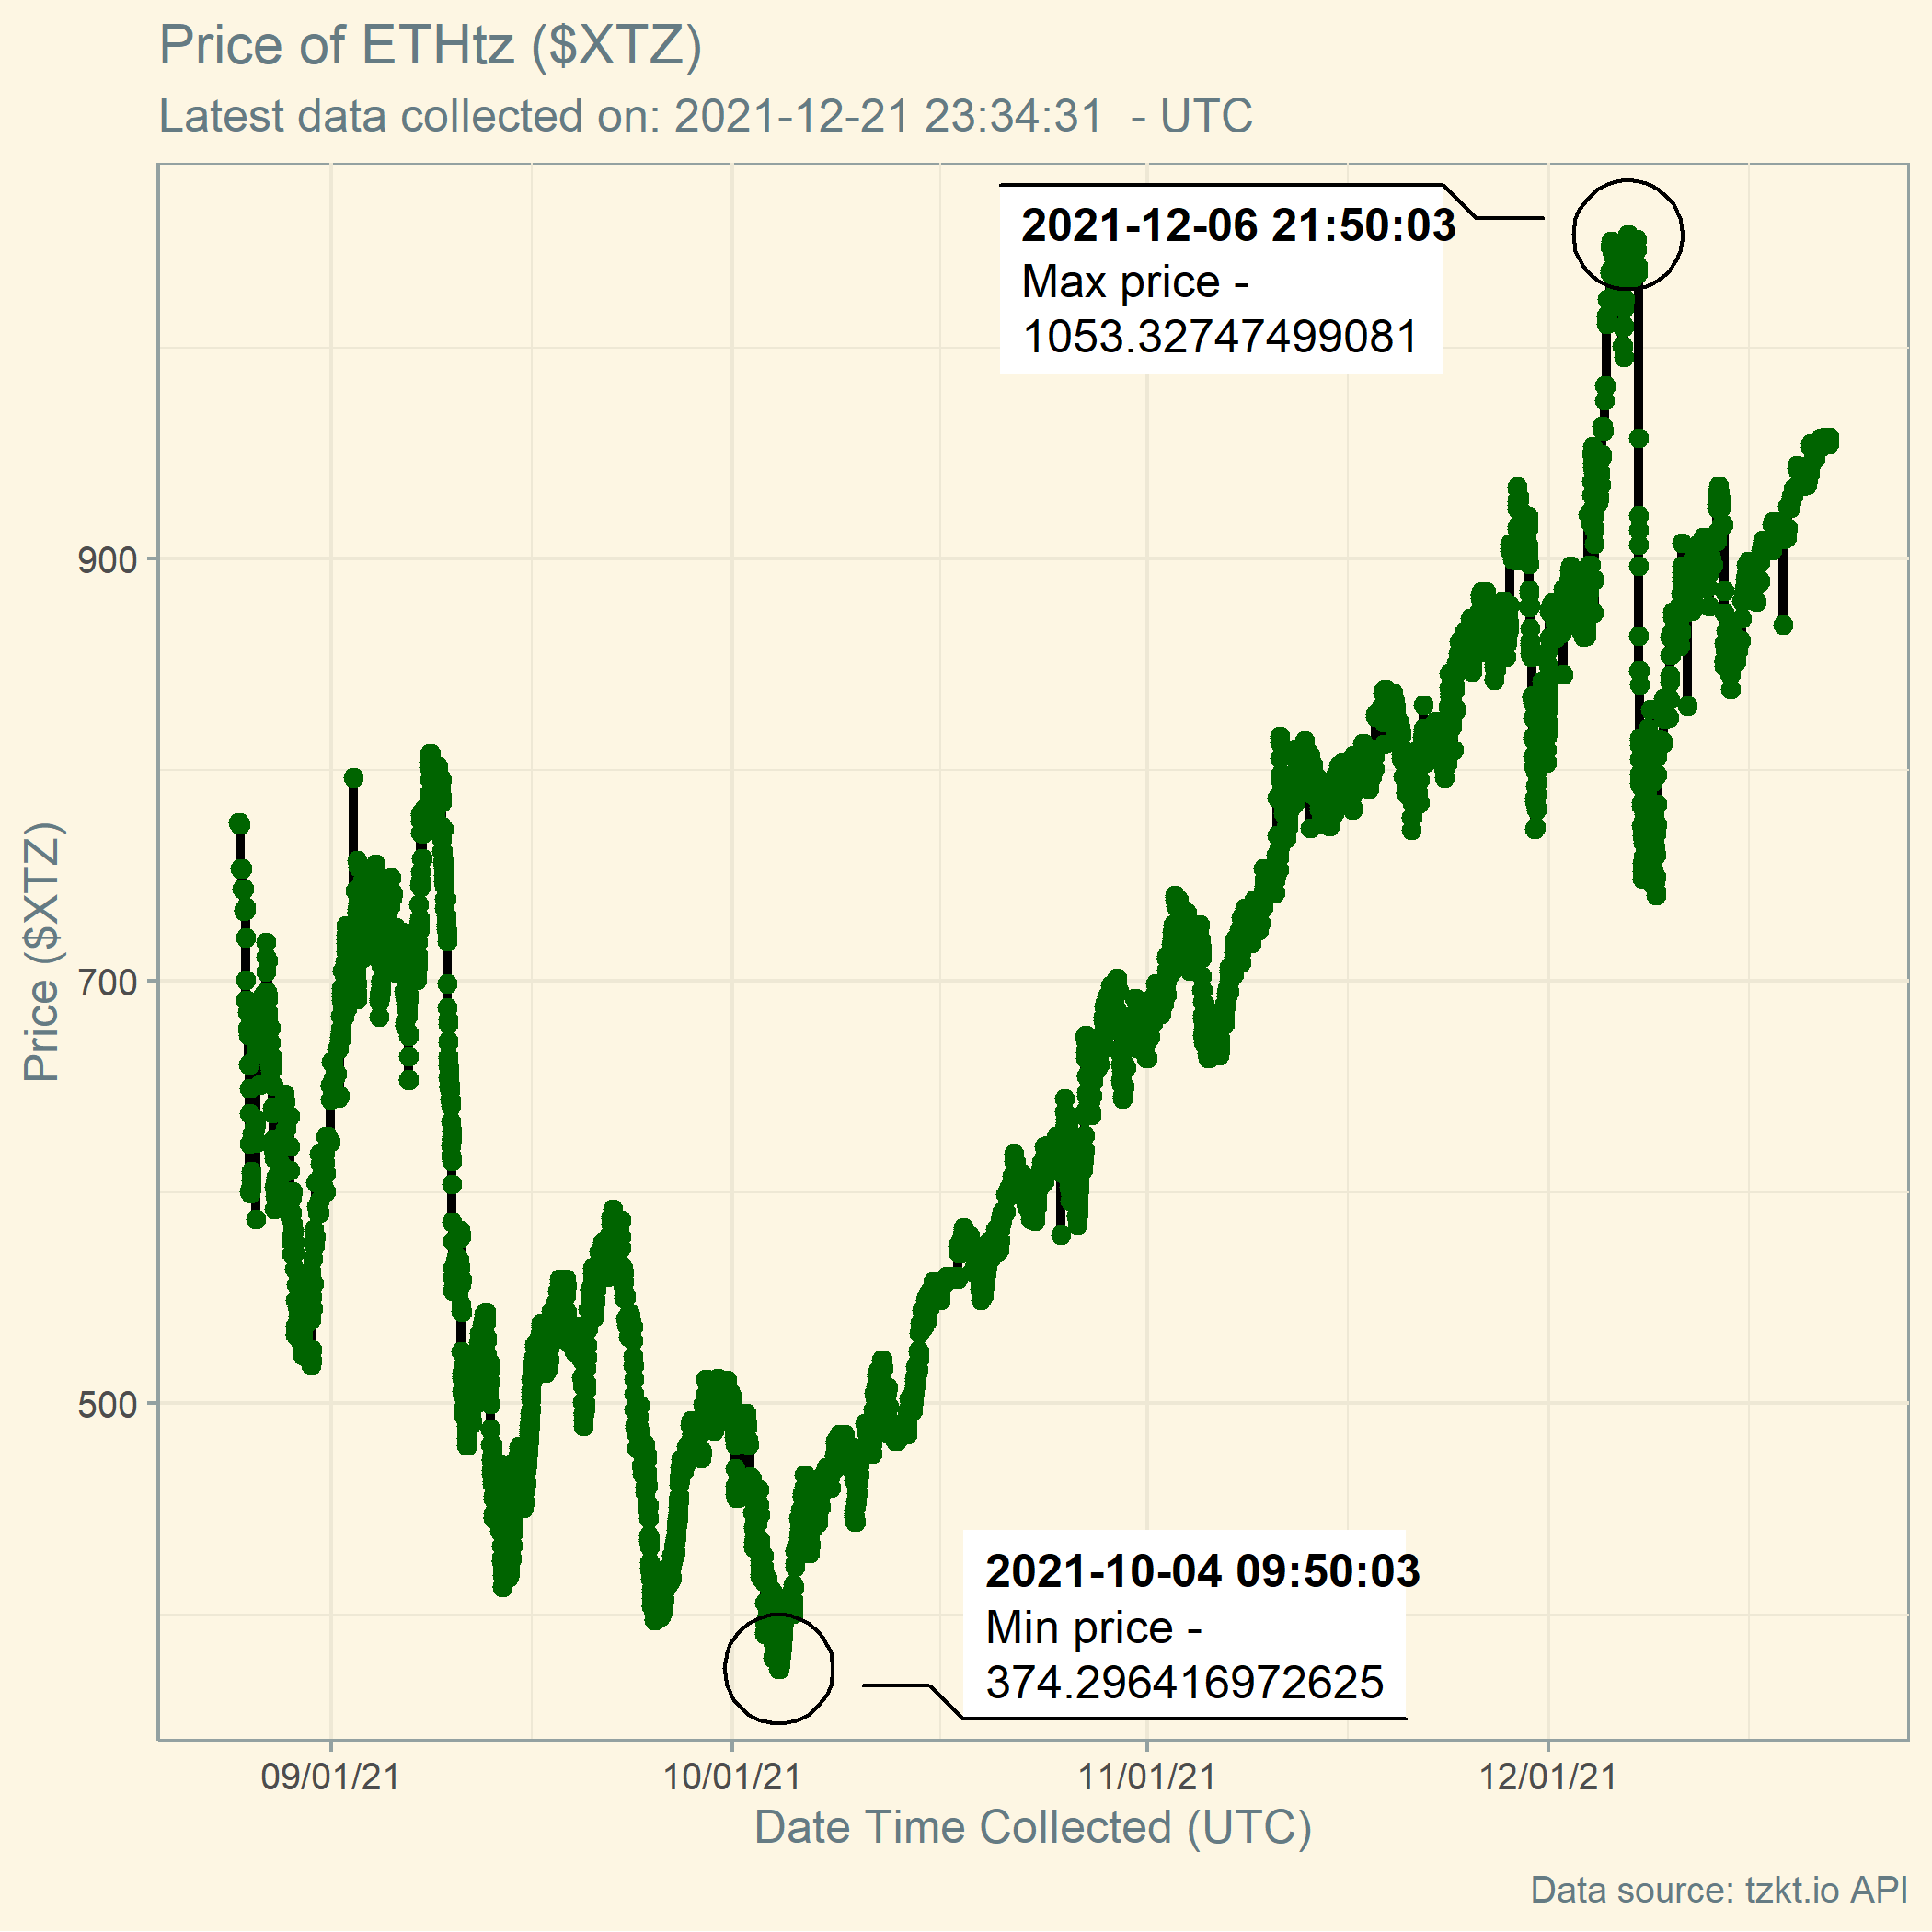 Price of ETHtz ($XTZ)
Latest data collected on: 2021-12-21 23:34:31  - UTC
2021-12-06 21:50:03
Max price -
1053.32747499081
900
700
500
Price ($XTZ)
2021-10-04 09:50:03
Min price -
374.296416972625
09/01/21
10/01/21
11/01/21
12/01/21
Date Time Collected (UTC)
Data source: tzkt.io API